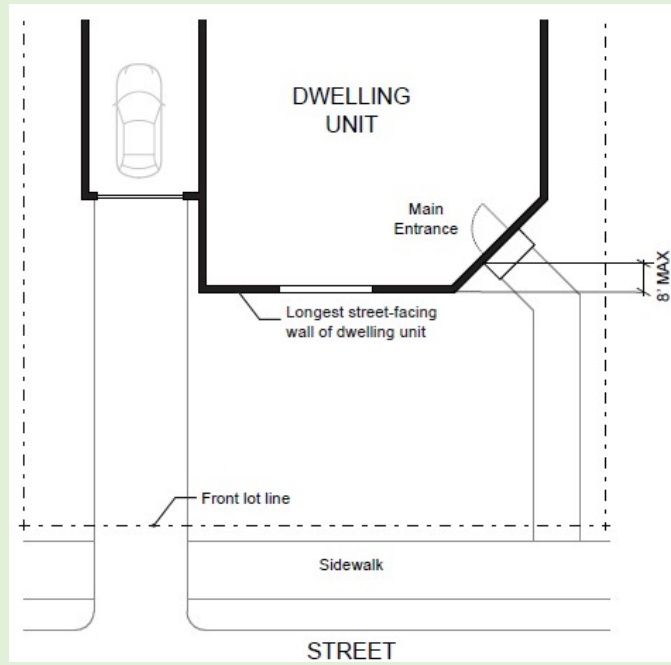 DWELLING
UNIT
Main
Entrance
8' MAX
Longest street-facing
wall of dwelling unit
Front lot line
Sidewalk
STREET